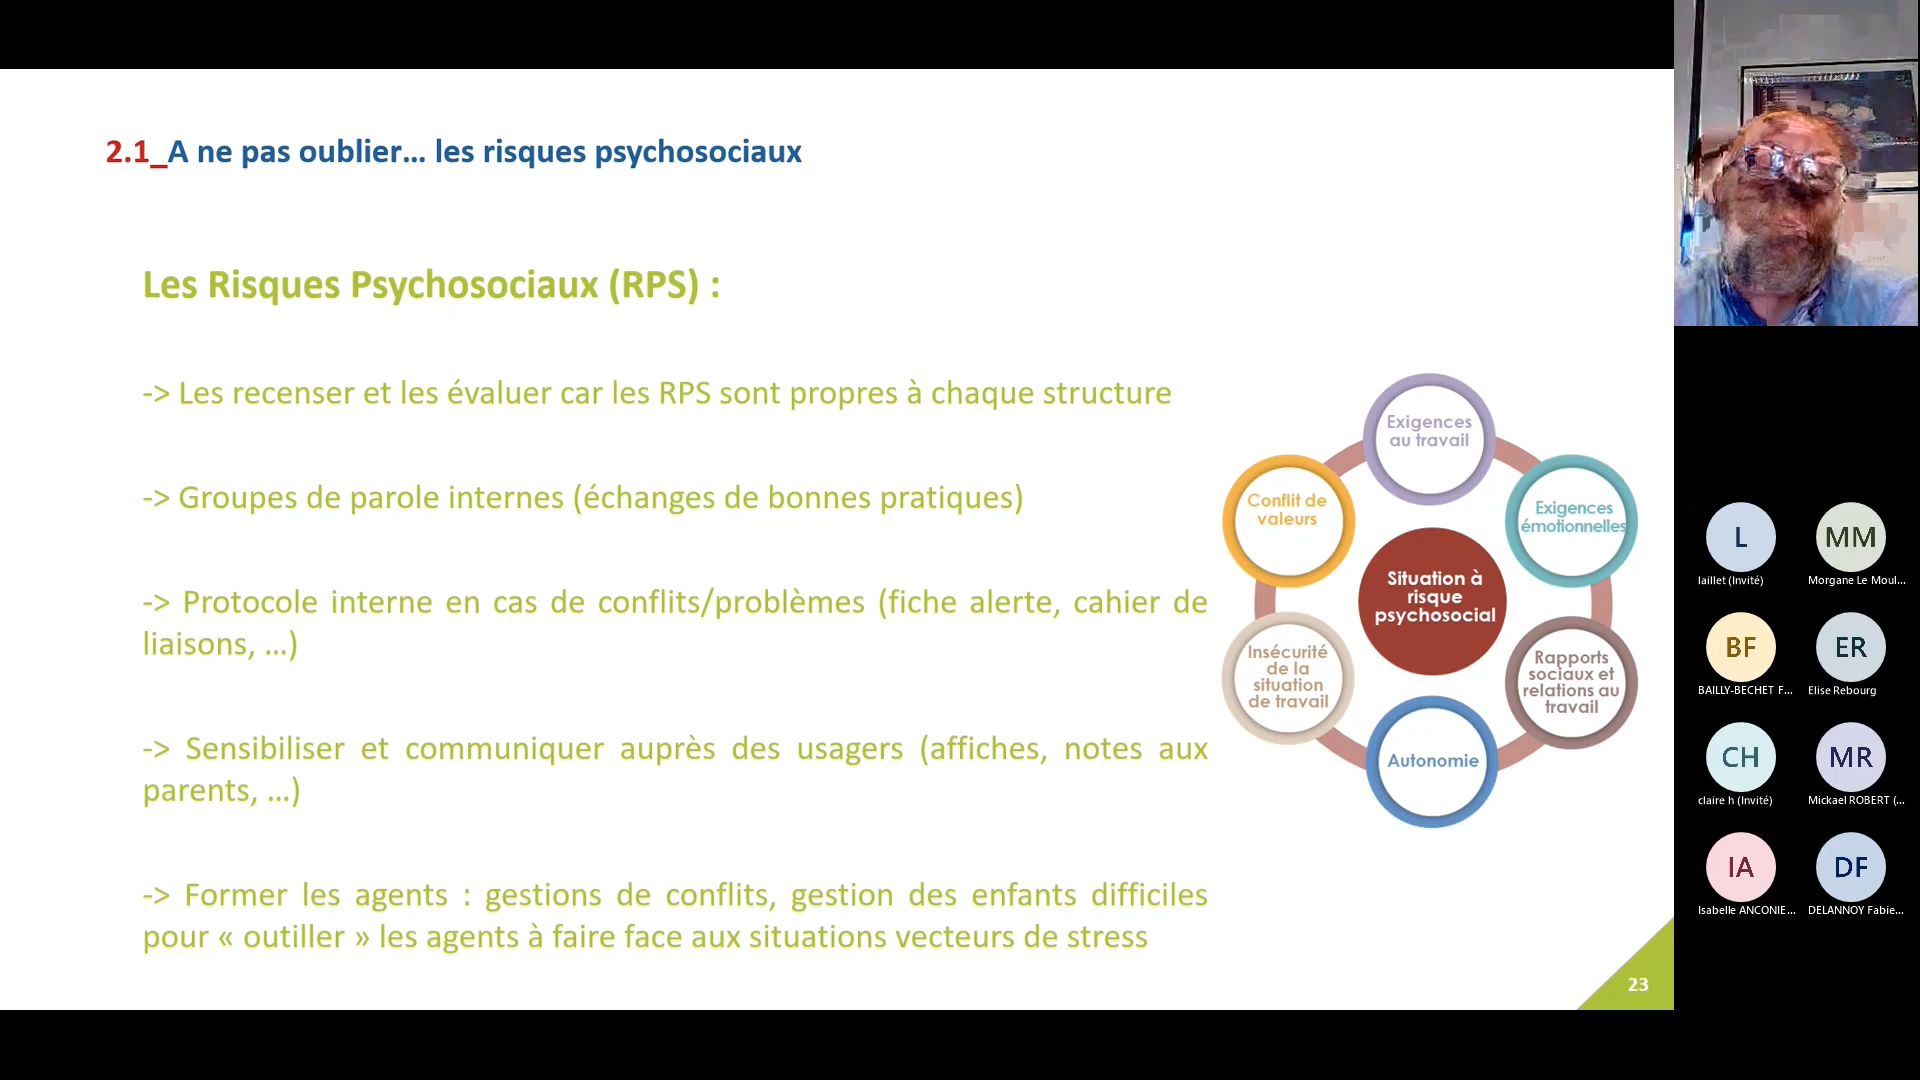 2.1_A ne pas oublier… les risques psychosociaux
Les Risques Psychosociaux (RPS) :
-> Les recenser et les évaluer car les RPS sont propres à chaque structure
-> Groupes de parole internes (échanges de bonnes pratiques)
-> Protocole interne en cas de conflits/problèmes (fiche alerte, cahier de
liaisons, …)
-> Sensibiliser et communiquer auprès des usagers (affiches, notes aux
parents, …)
-> Former les agents : gestions de conflits, gestion des enfants difficiles
pour « outiller » les agents à faire face aux situations vecteurs de stress
Exigences
au travail
Exigences
émotionnelles
Rapports
sociaux et
relations au
travail
Autonomie
Insécurité
de la
situation
de travail
Conflit de
valeurs
Situation à
risque
psychosocial
23
L
laillet (Invité)
MM
Morgane Le Moul...
BF
BAILLY-BECHET F...
ER
Elise Rebourg
CH
claire h (Invité)
MR
Mickael ROBERT (...
IA
Isabelle ANCONIE...
DF
DELANNOY Fabie...